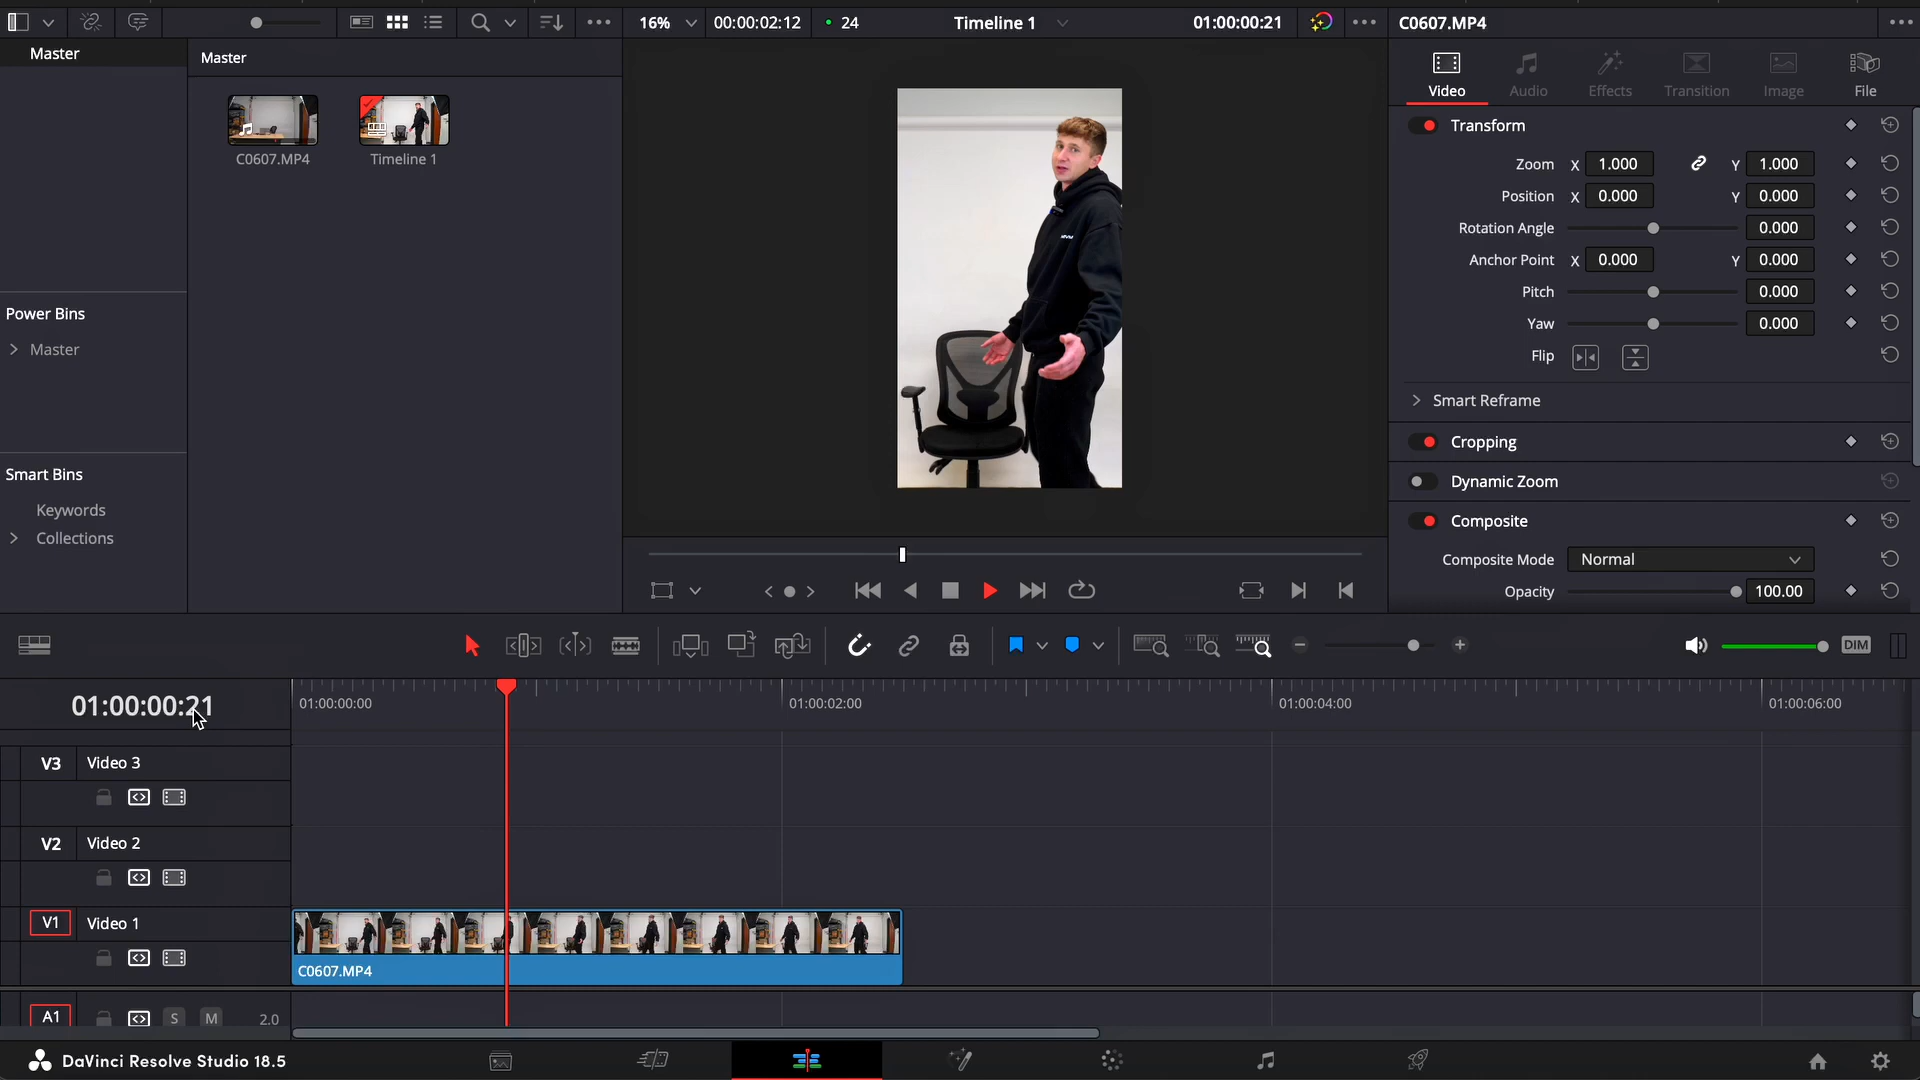 16% 00:00:02:12 24 Timeline 1 01:00:00:21 C0607.MP4
Master Master
Video Audio Effects Transition Image File
C0607.MP4 Timeline 1
Transform
Zoom X 1.000 Y 1.000
Position X 0.000 Y 0.000
Rotation Angle 0.000
Anchor Point X 0.000 Y 0.000
Pitch 0.000
Yaw 0.000
Flip
Power Bins
Master
Smart Reframe
Cropping
Smart Bins
Dynamic Zoom
Keywords
Composite
Collections
Composite Mode Normal
Opacity 100.00
DIM
01:00:00:21
01:00:00:00 01:00:02:00 01:00:04:00 01:00:06:00
V3 Video 3
V2 Video 2
V1 Video 1
C0607.MP4
A1 S M 2.0
DaVinci Resolve Studio 18.5